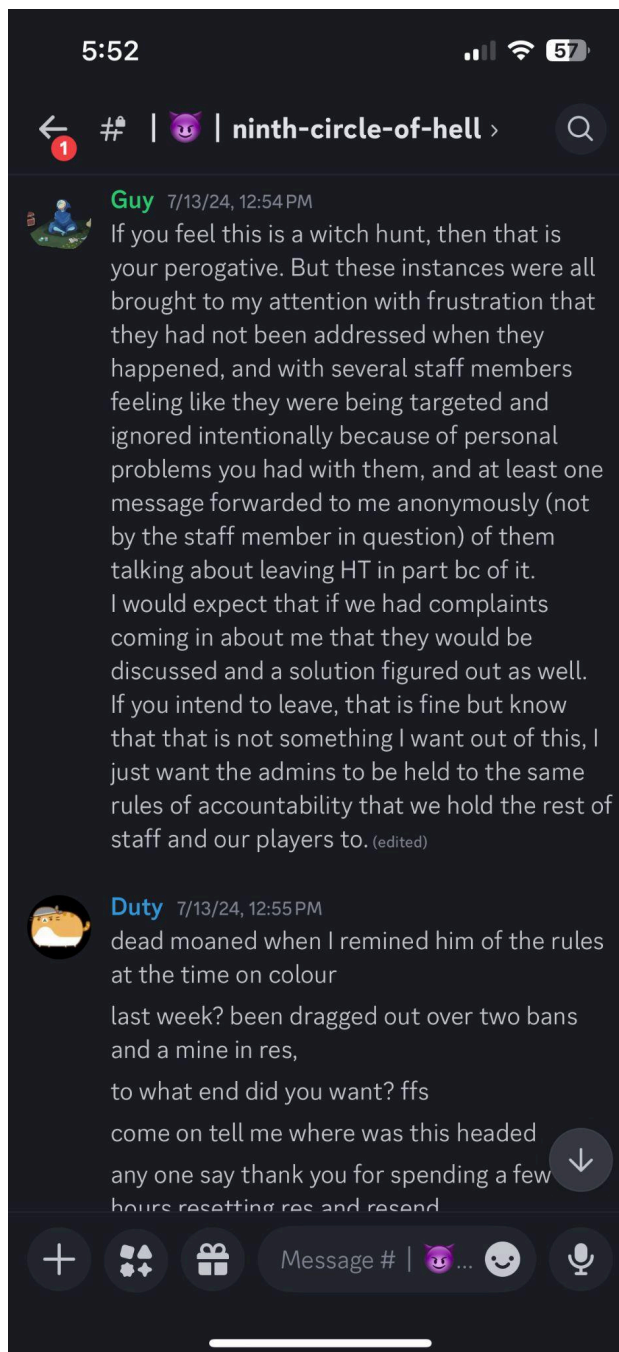 5:52
57
1
# | 😈 | ninth-circle-of-hell ›
Guy 7/13/24, 12:54 PM
If you feel this is a witch hunt, then that is
your perogative. But these instances were all
brought to my attention with frustration that
they had not been addressed when they
happened, and with several staff members
feeling like they were being targeted and
ignored intentionally because of personal
problems you had with them, and at least one
message forwarded to me anonymously (not
by the staff member in question) of them
talking about leaving HT in part bc of it.
I would expect that if we had complaints
coming in about me that they would be
discussed and a solution figured out as well.
If you intend to leave, that is fine but know
that that is not something I want out of this, I
just want the admins to be held to the same
rules of accountability that we hold the rest of
staff and our players to. (edited)
Duty 7/13/24, 12:55 PM
dead moaned when I remined him of the rules
at the time on colour
last week? been dragged out over two bans
and a mine in res,
to what end did you want? ffs
come on tell me where was this headed
any one say thank you for spending a few
hours resetting res and resend
Message # | 😈...